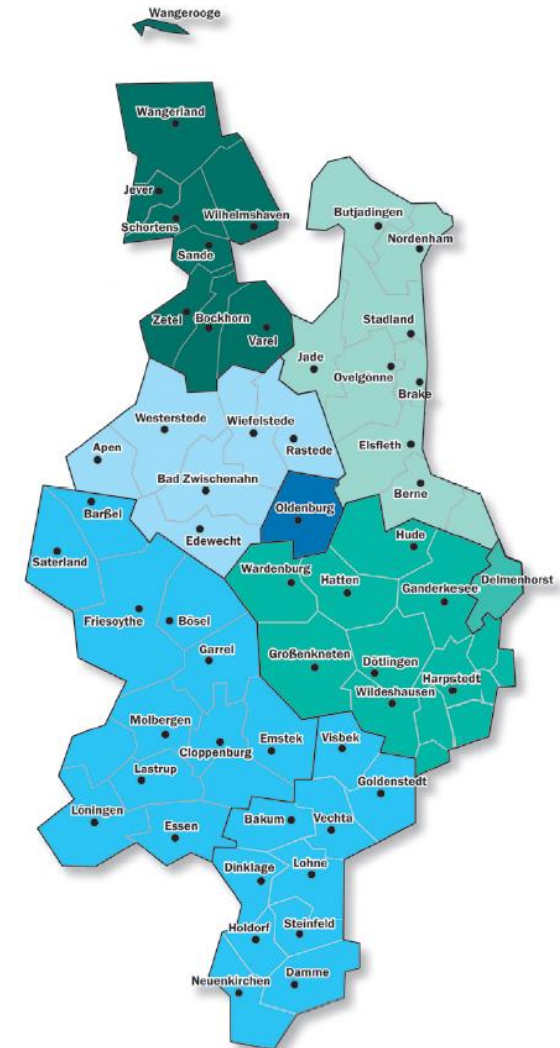 Wangerooge
Wangerland
Jever
Schortens
Wilhelmshaven
Sande
Zetel
Bockhorn
Varel
Butjadingen
Nordenham
Stadland
Jade
Ovelgönne
Brake
Elsfleth
Berne
Westerstede
Wiefelstede
Rastede
Apen
Bad Zwischenahn
Edewecht
Oldenburg
Barßel
Saterland
Friesoythe
Bösel
Garrel
Wardenburg
Hatten
Hude
Ganderkesee
Delmenhorst
Großenkneten
Dötlingen
Wildeshausen
Harpstedt
Molbergen
Cloppenburg
Emstek
Lastrup
Löningen
Essen
Visbek
Goldenstedt
Bakum
Vechta
Dinklage
Lohne
Holdorf
Steinfeld
Neuenkirchen
Damme